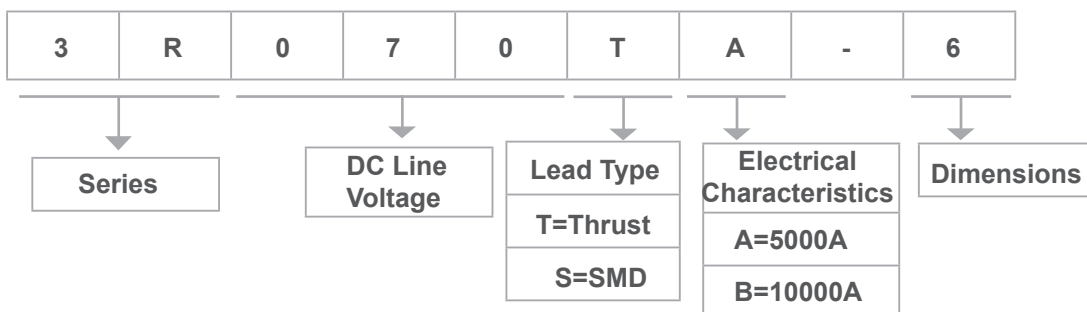 3 R 0 7 0 T A - 6
Series
DC Line
Voltage
Lead Type
T=Thrust
S=SMD
Electrical
Characteristics
A=5000A
B=10000A
Dimensions